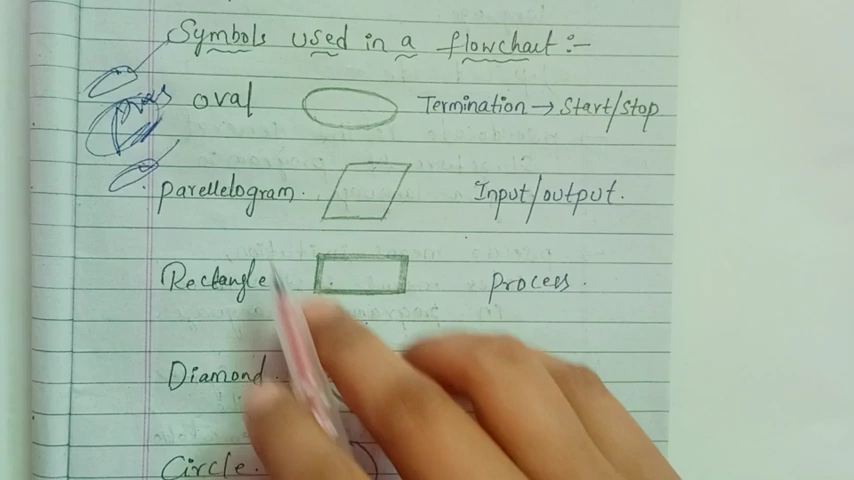 Symbols used in a flowchart :-
oval Termination → Start/stop
parellelogram. Input/output.
Rectangle process.
Diamond.
Circle.